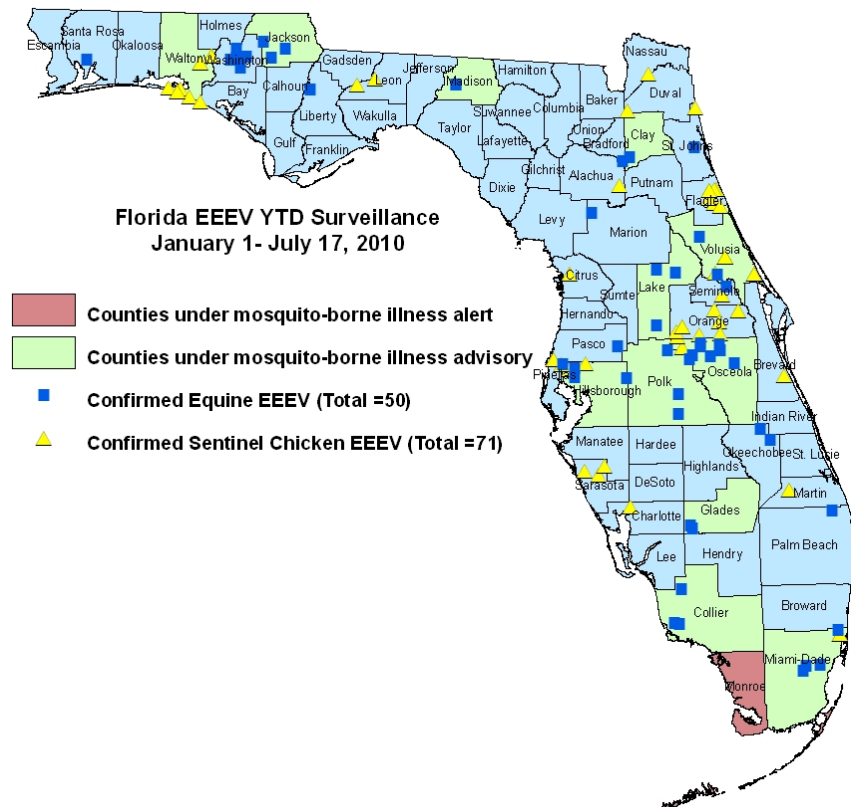 Holmes
Jackson
Santa Rosa
Escambia
Okaloosa
Walton
Washington
Gadsden
Leon
Jefferson
Madison
Hamilton
Nassau
Duval
Baker
Columbia
Suwannee
Calhoun
Bay
Liberty
Wakulla
Taylor
Lafayette
Union
Bradford
Clay
St Johns
Gulf
Franklin
Gilchrist
Alachua
Putnam
Dixie
Flagler
Levy
Marion
Volusia
Florida EEEV YTD Surveillance
January 1- July 17, 2010
Citrus
Lake
Sumter
Seminole
Hernando
Orange
Counties under mosquito-borne illness alert
Pasco
Counties under mosquito-borne illness advisory
Brevard
Pinellas
Hillsborough
Polk
Osceola
Confirmed Equine EEEV (Total =50)
Indian River
Confirmed Sentinel Chicken EEEV (Total =71)
Manatee
Hardee
Okeechobee
St. Lucie
Highlands
Sarasota
DeSoto
Martin
Charlotte
Glades
Lee
Hendry
Palm Beach
Collier
Broward
Miami-Dade
Monroe